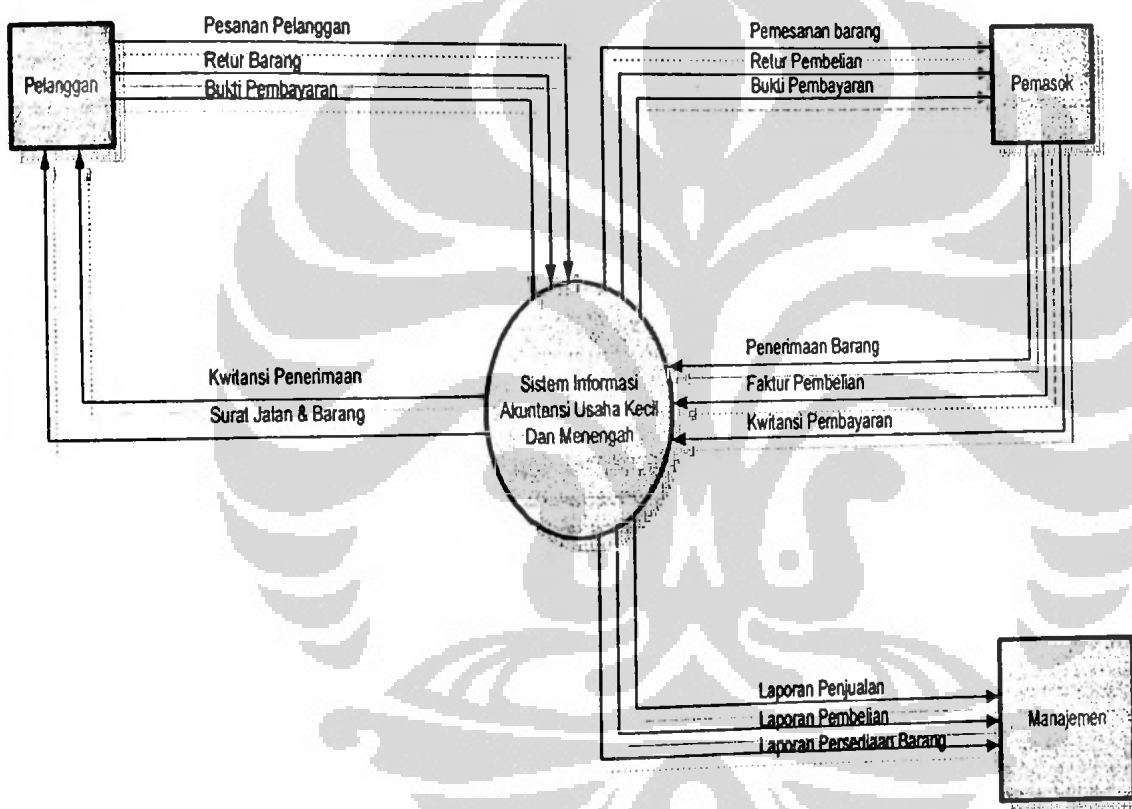 Pesanan Pelanggan
Retur Barang
Bukti Pembayaran
Pelanggan
Pemesanan barang
Retur Pembelian
Bukti Pembayaran
Pemasok
Kwitansi Penerimaan
Surat Jalan & Barang
Sistem Informasi
Akuntansi Usaha Kecil
Dan Menengah
Penerimaan Barang
Faktur Pembelian
Kwitansi Pembayaran
Laporan Penjualan
Laporan Pembelian
Laporan Persediaan Barang
Manajemen